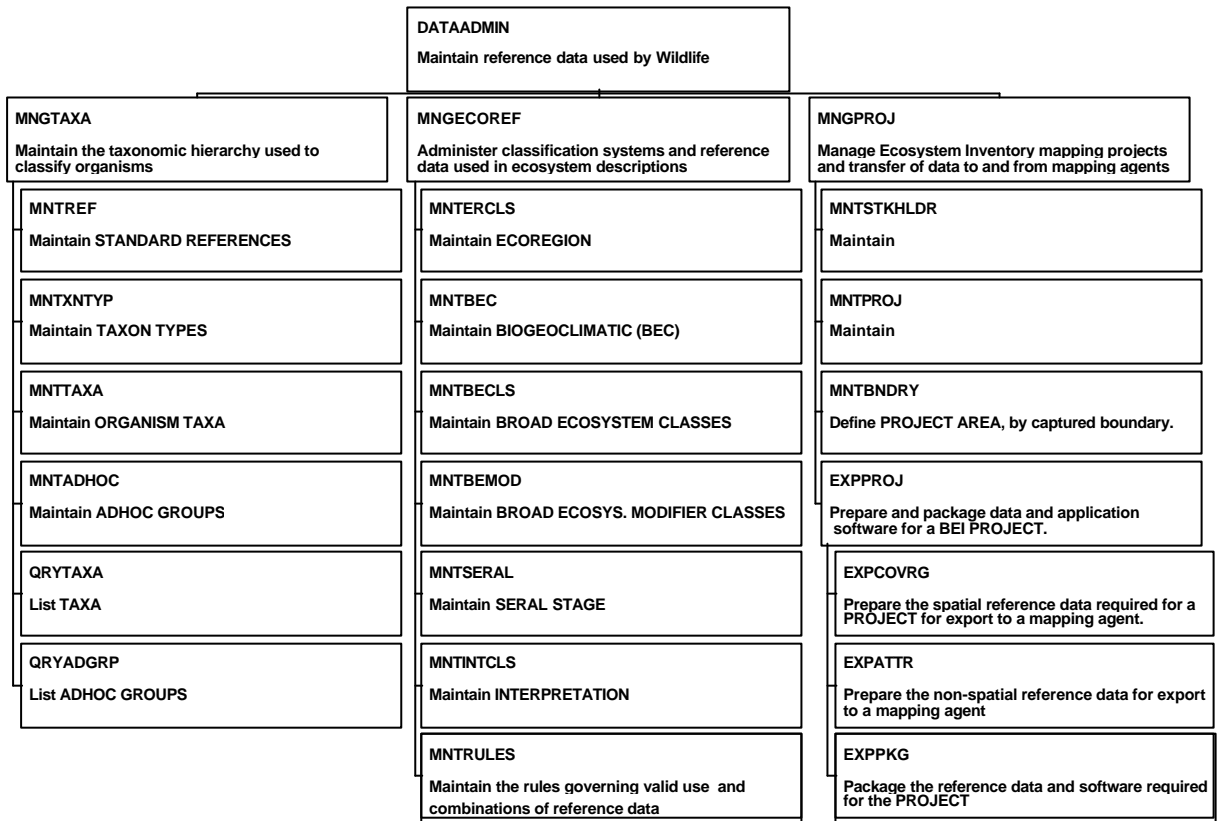 DATAADMIN
Maintain reference data used by Wildlife
MNGTAXA
Maintain the taxonomic hierarchy used to
classify organisms
MNTREF
Maintain STANDARD REFERENCES
MNTXNTYP
Maintain TAXON TYPES
MNTTAXA
Maintain ORGANISM TAXA
MNTADHOC
Maintain ADHOC GROUPS
QRYTAXA
List TAXA
QRYADGRP
List ADHOC GROUPS
MNGECOREF
Administer classification systems and reference
data used in ecosystem descriptions
MNTERCLS
Maintain ECOREGION
MNTBEC
Maintain BIOGEOCLIMATIC (BEC)
MNTBECLS
Maintain BROAD ECOSYSTEM CLASSES
MNTBEMOD
Maintain BROAD ECOSYS. MODIFIER CLASSES
MNTSERAL
Maintain SERAL STAGE
MNTINTCLS
Maintain INTERPRETATION
MNTRULES
Maintain the rules governing valid use and
combinations of reference data
MNGPROJ
Manage Ecosystem Inventory mapping projects
and transfer of data to and from mapping agents
MNTSTKHLDR
Maintain
MNTPROJ
Maintain
MNTBNDRY
Define PROJECT AREA, by captured boundary.
EXPPROJ
Prepare and package data and application
software for a BEI PROJECT.
EXPCOVRG
Prepare the spatial reference data required for a
PROJECT for export to a mapping agent.
EXPATTR
Prepare the non-spatial reference data for export
to a mapping agent
EXPPKG
Package the reference data and software required
for the PROJECT